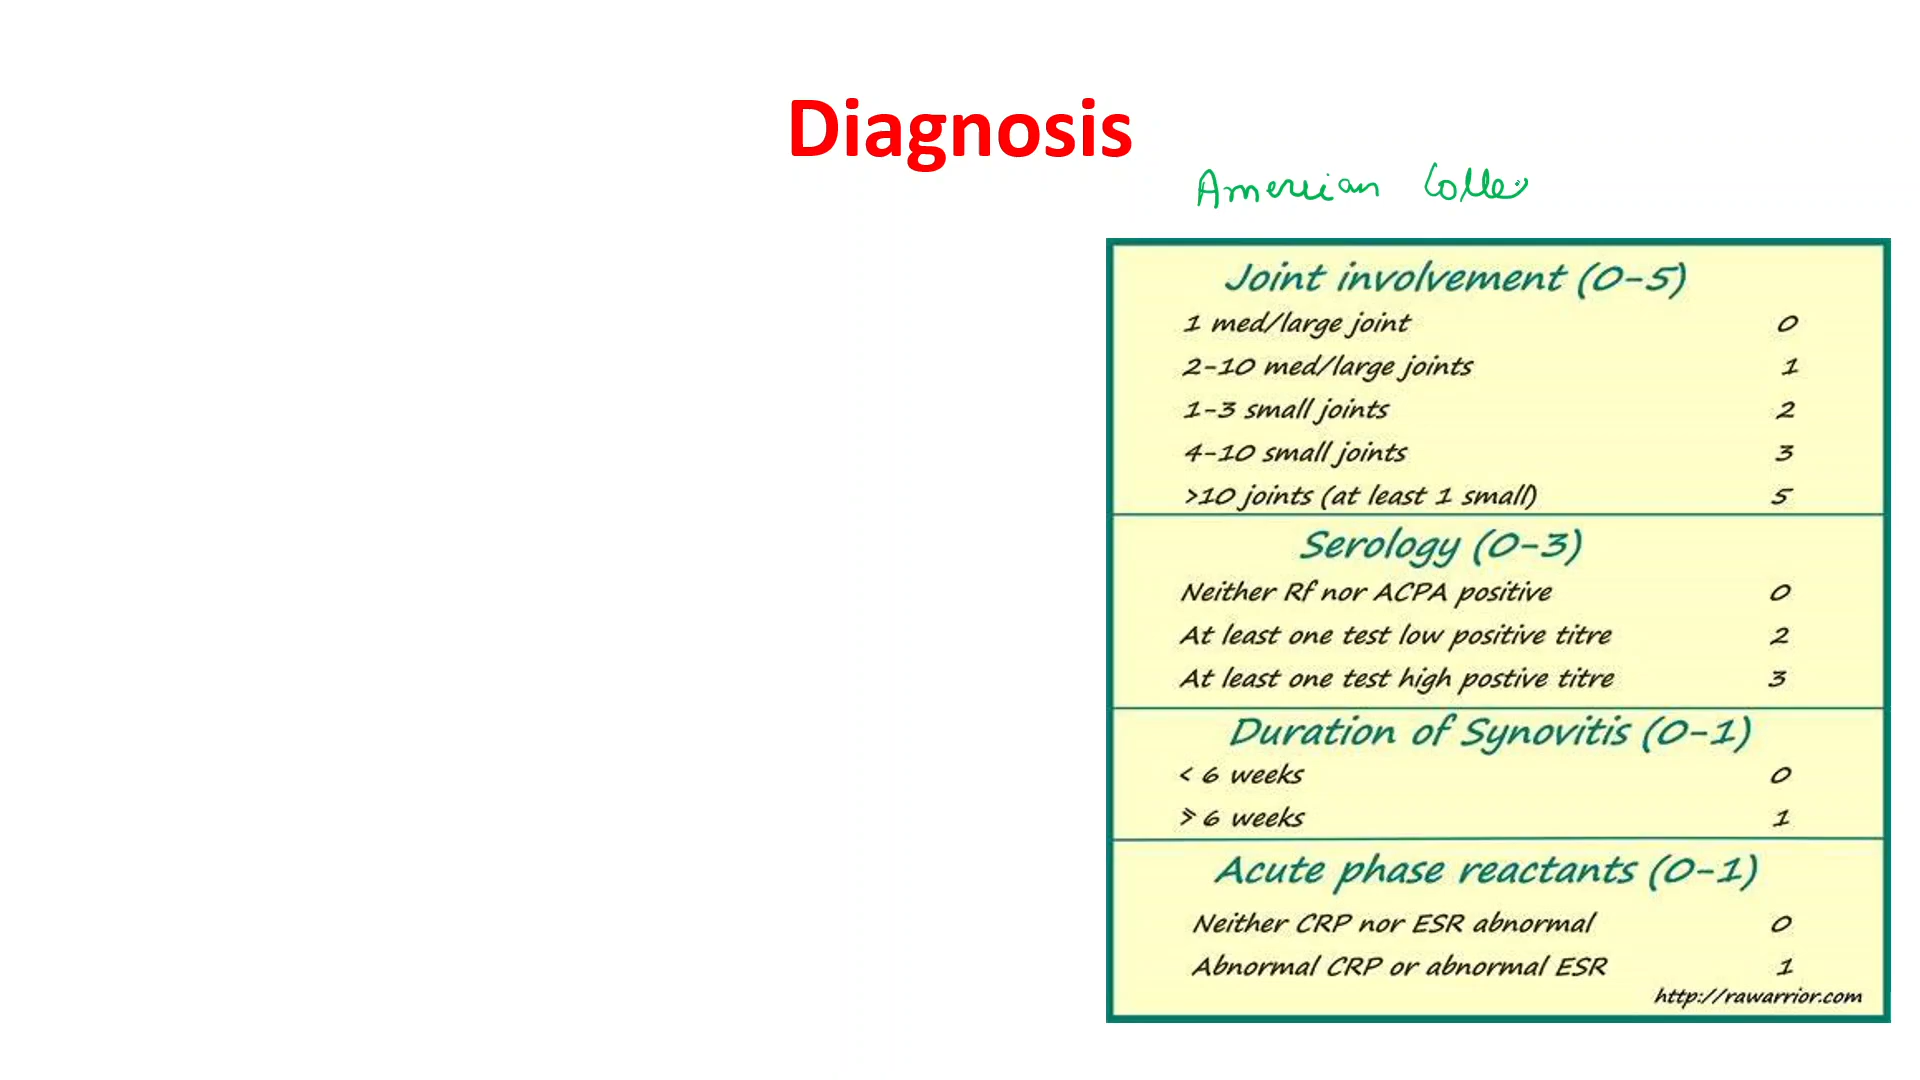 Diagnosis
American Colle
Joint involvement (0-5)
1 med/large joint 0
2-10 med/large joints 1
1-3 small joints 2
4-10 small joints 3
>10 joints (at least 1 small) 5
Serology (0-3)
Neither Rf nor ACPA positive 0
At least one test low positive titre 2
At least one test high postive titre 3
Duration of Synovitis (0-1)
< 6 weeks 0
⩾ 6 weeks 1
Acute phase reactants (0-1)
Neither CRP nor ESR abnormal 0
Abnormal CRP or abnormal ESR 1
http://rawarrior.com